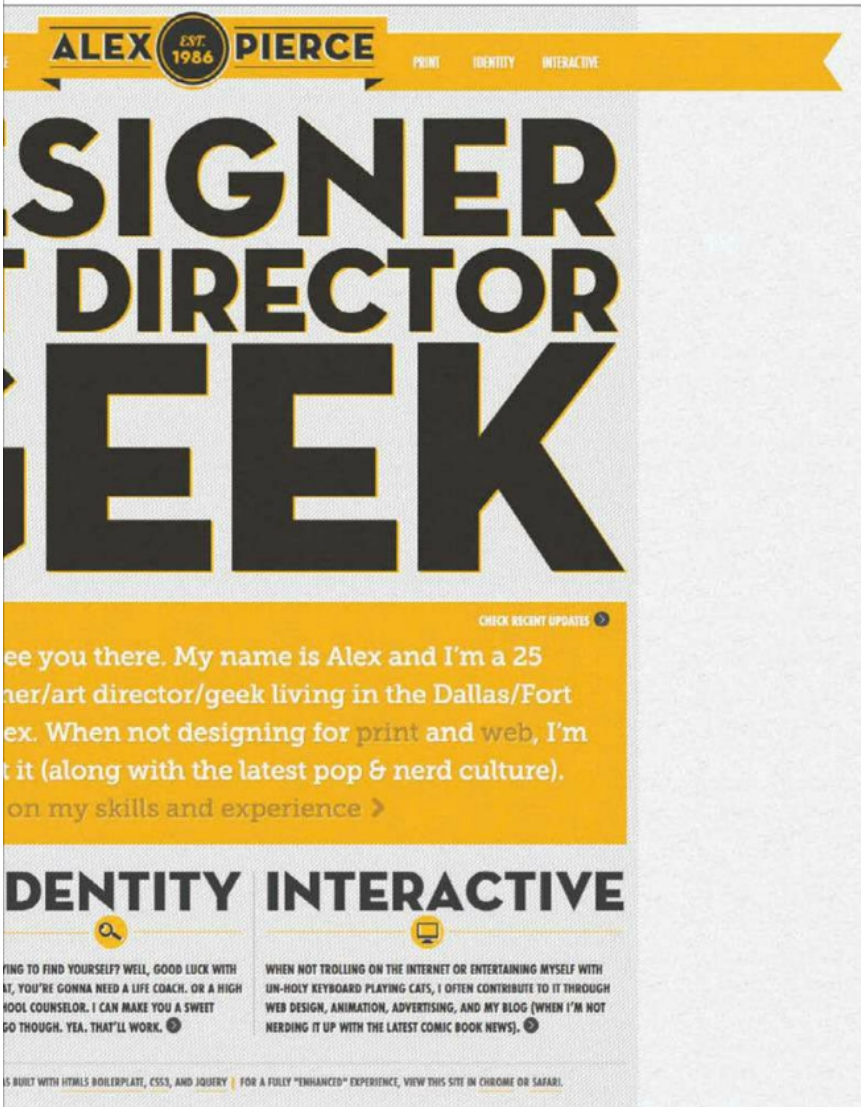 ALEX EST. 1986 PIERCE
PRINT IDENTITY INTERACTIVE
SIGNER
DIRECTOR
GEEK
CHECK RECENT UPDATES
ee you there. My name is Alex and I'm a 25
ner/art director/geek living in the Dallas/Fort
ex. When not designing for print and web, I'm
t it (along with the latest pop & nerd culture).
on my skills and experience >
DENTITY
YING TO FIND YOURSELF? WELL, GOOD LUCK WITH
AT, YOU'RE GONNA NEED A LIFE COACH. OR A HIGH
HOOL COUNSELOR. I CAN MAKE YOU A SWEET
GO THOUGH. YEA. THAT'LL WORK.
INTERACTIVE
WHEN NOT TROLLING ON THE INTERNET OR ENTERTAINING MYSELF WITH
UN-HOLY KEYBOARD PLAYING CATS, I OFTEN CONTRIBUTE TO IT THROUGH
WEB DESIGN, ANIMATION, ADVERTISING, AND MY BLOG (WHEN I'M NOT
NERDING IT UP WITH THE LATEST COMIC BOOK NEWS).
AS BUILT WITH HTML5 BOILERPLATE, CSS3, AND JQUERY | FOR A FULLY "ENHANCED" EXPERIENCE, VIEW THIS SITE IN CHROME OR SAFARI.